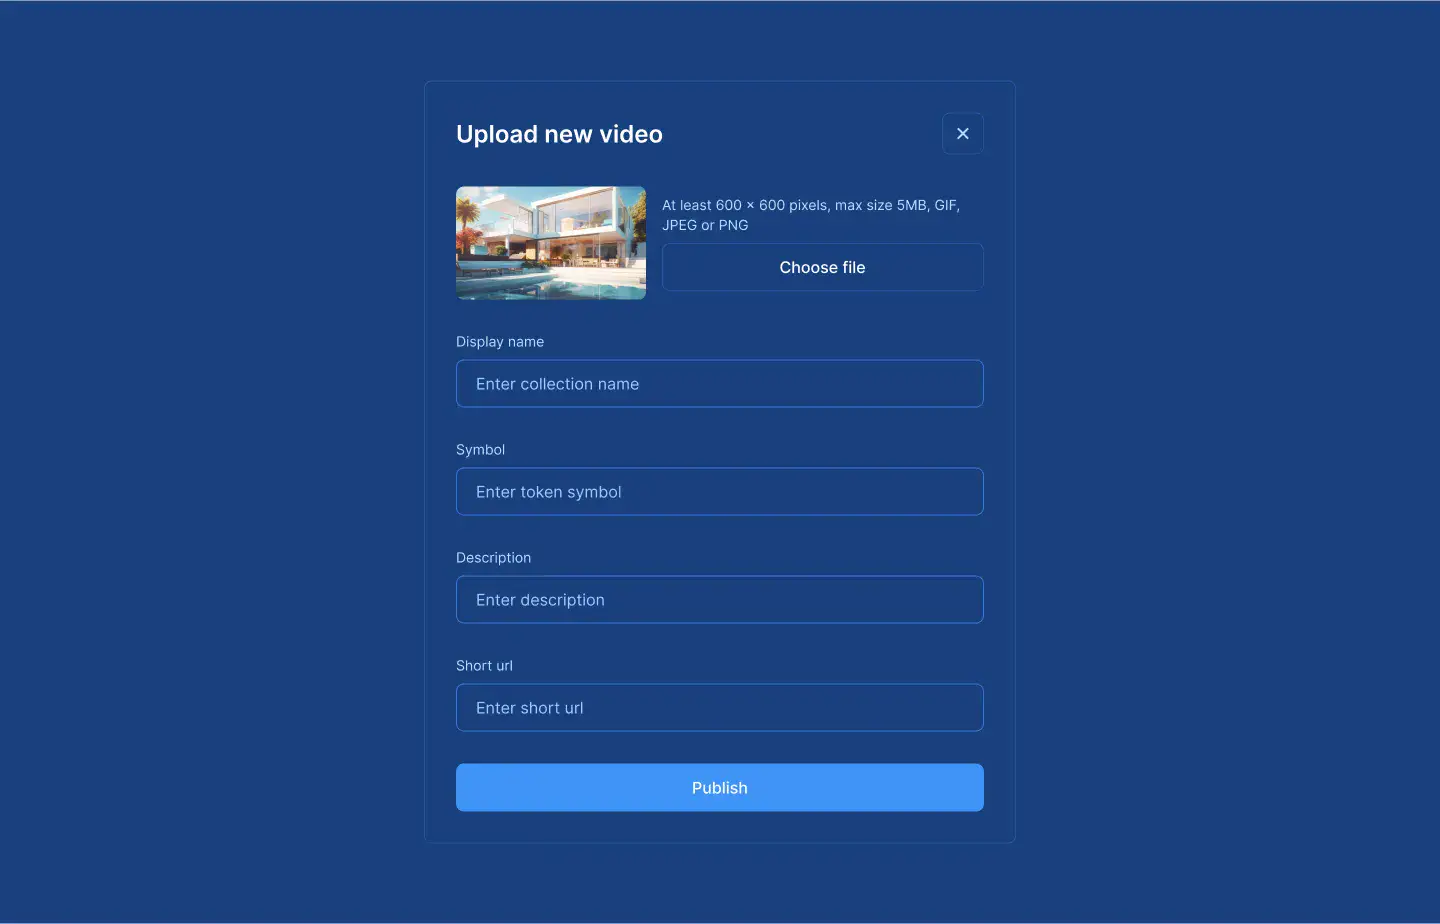 Upload new video
At least 600 × 600 pixels, max size 5MB, GIF,
JPEG or PNG
Choose file
Display name
Enter collection name
Symbol
Enter token symbol
Description
Enter description
Short url
Enter short url
Publish